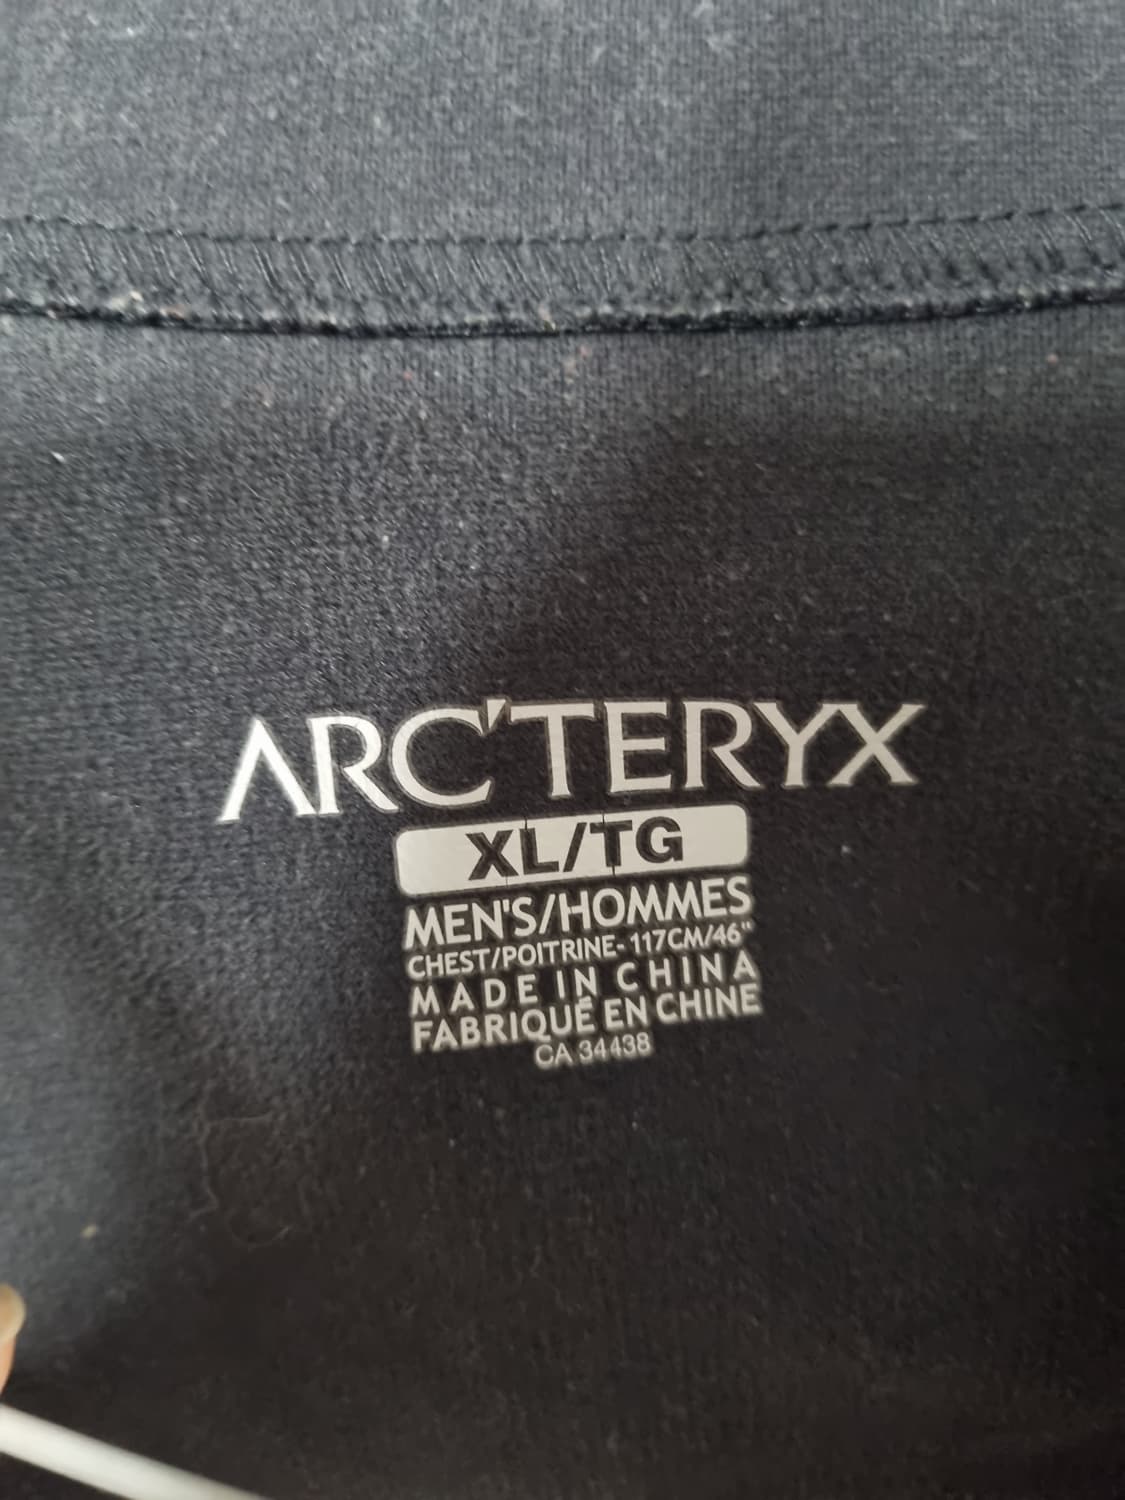 ARC'TERYX
XL/TG
MEN'S/HOMMES
CHEST/POITRINE- 117CM/46"
MADE IN CHINA
FABRIQUÉ EN CHINE
CA 34438